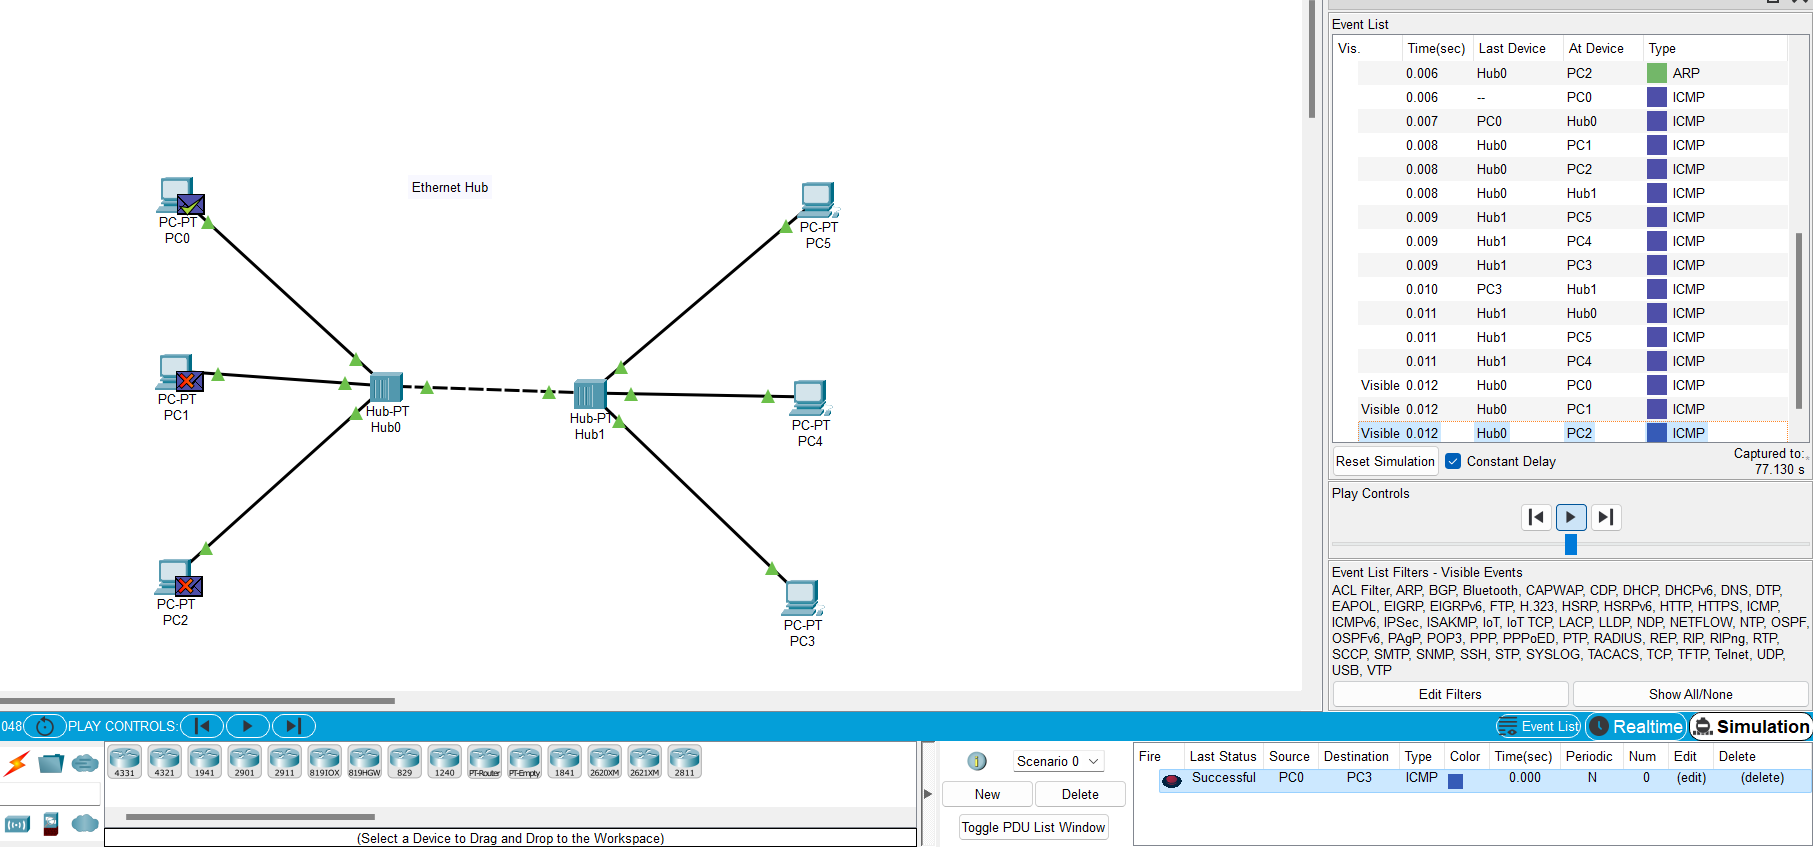 Ethernet Hub
PC-PT
PC0
PC-PT
PC1
PC-PT
PC2
Hub-PT
Hub0
Hub-PT
Hub1
PC-PT
PC5
PC-PT
PC4
PC-PT
PC3
Event List
Vis. Time(sec) Last Device At Device Type
0.006 Hub0 PC2 ARP
0.006 -- PC0 ICMP
0.007 PC0 Hub0 ICMP
0.008 Hub0 PC1 ICMP
0.008 Hub0 PC2 ICMP
0.008 Hub0 Hub1 ICMP
0.009 Hub1 PC5 ICMP
0.009 Hub1 PC4 ICMP
0.009 Hub1 PC3 ICMP
0.010 PC3 Hub1 ICMP
0.011 Hub1 Hub0 ICMP
0.011 Hub1 PC5 ICMP
0.011 Hub1 PC4 ICMP
Visible 0.012 Hub0 PC0 ICMP
Visible 0.012 Hub0 PC1 ICMP
Visible 0.012 Hub0 PC2 ICMP
Reset Simulation Constant Delay Captured to:
77.130 s
Play Controls
Event List Filters - Visible Events
ACL Filter, ARP, BGP, Bluetooth, CAPWAP, CDP, DHCP, DHCPv6, DNS, DTP,
EAPOL, EIGRP, EIGRPv6, FTP, H.323, HSRP, HSRPv6, HTTP, HTTPS, ICMP,
ICMPv6, IPSec, ISAKMP, IoT, IoT TCP, LACP, LLDP, NDP, NETFLOW, NTP, OSPF,
OSPFv6, PAgP, POP3, PPP, PPPoED, PTP, RADIUS, REP, RIP, RIPng, RTP,
SCCP, SMTP, SNMP, SSH, STP, SYSLOG, TACACS, TCP, TFTP, Telnet, UDP,
USB, VTP
Edit Filters Show All/None
048 PLAY CONTROLS: Event List Realtime Simulation
4331 4321 1941 2901 2911 819IOX 819HGW 829 1240 PT-Router PT-Empty 1841 2620XM 2621XM 2811
(Select a Device to Drag and Drop to the Workspace)
Scenario 0
New Delete
Toggle PDU List Window
Fire Last Status Source Destination Type Color Time(sec) Periodic Num Edit Delete
Successful PC0 PC3 ICMP 0.000 N 0 (edit) (delete)